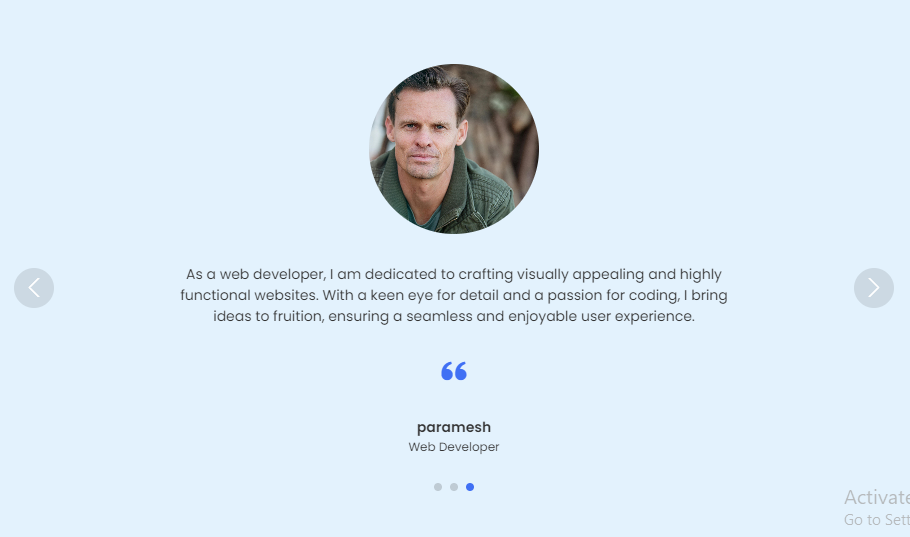 As a web developer, I am dedicated to crafting visually appealing and highly
functional websites. With a keen eye for detail and a passion for coding, I bring
ideas to fruition, ensuring a seamless and enjoyable user experience.
“
paramesh
Web Developer
Activate
Go to Sett